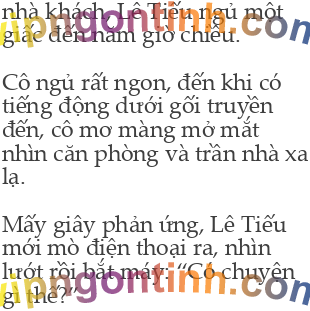 nhà khách, Lê Tiếu ngủ một
giấc đến năm giờ chiều.
Cô ngủ rất ngon, đến khi có
tiếng động dưới gối truyền
đến, cô mơ màng mở mắt
nhìn căn phòng và trần nhà xa
lạ.
Mấy giây phản ứng, Lê Tiếu
mới mò điện thoại ra, nhìn
lướt rồi bắt máy: “Có chuyện
gì thế?”